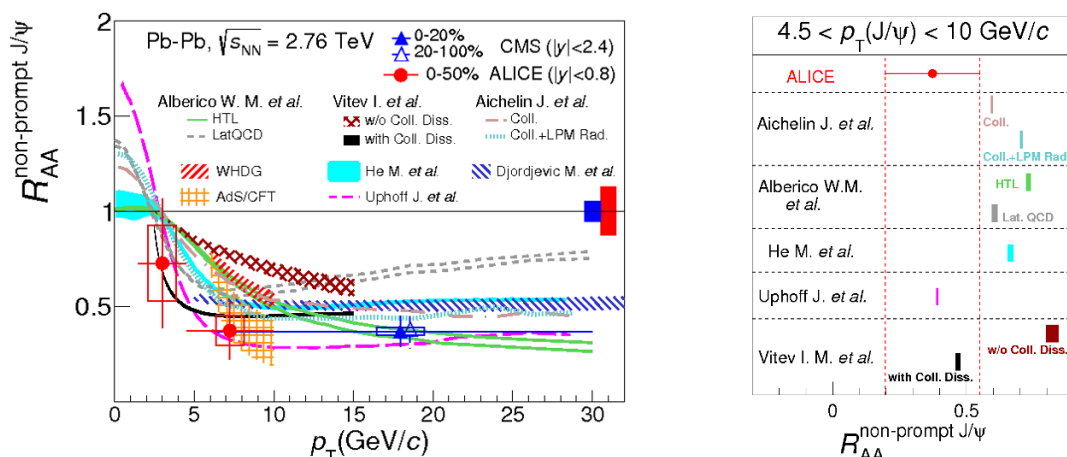 Pb-Pb, √sNN = 2.76 TeV
0-20%
20-100%
CMS (|y|<2.4)
0-50% ALICE (|y|<0.8)
Alberico W. M. et al.
HTL
LatQCD
Vitev I. et al.
w/o Coll. Diss.
with Coll. Diss.
Aichelin J. et al.
Coll.
Coll.+LPM Rad.
WHDG
He M. et al.
Djordjevic M. et al.
AdS/CFT
Uphoff J. et al.
2
1.5
1
0.5
0 5 10 15 20 25 30
pT(GeV/c)
RAA non-prompt J/ψ
4.5 < pT(J/ψ) < 10 GeV/c
ALICE
Aichelin J. et al.
Coll.
Coll.+LPM Rad.
Alberico W.M.
et al.
HTL
Lat. QCD
He M. et al.
Uphoff J. et al.
Vitev I. M. et al.
w/o Coll. Diss.
with Coll. Diss.
0 0.5
RAA non-prompt J/ψ